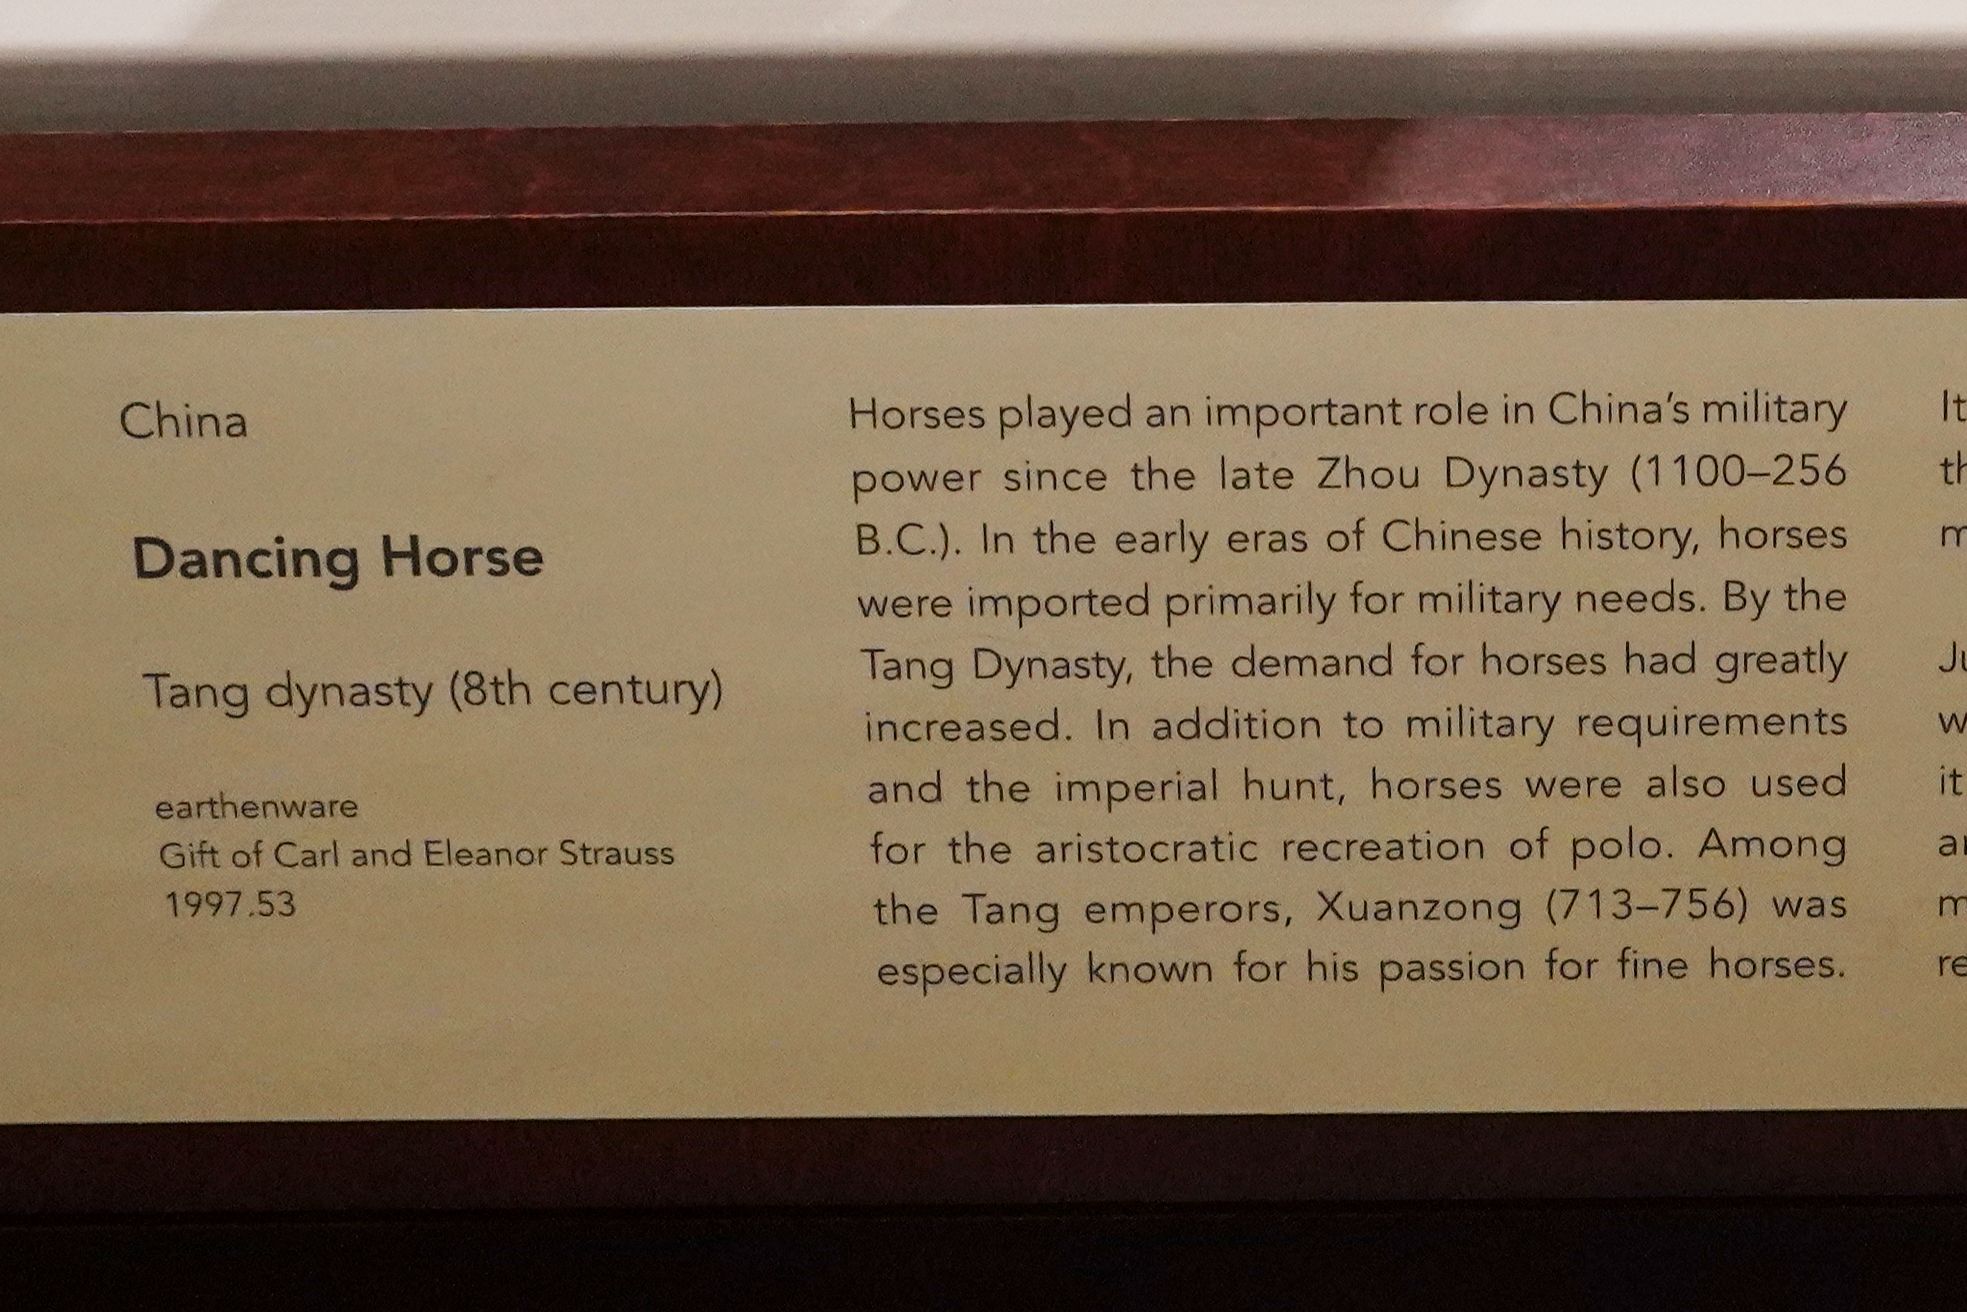 China
Dancing Horse
Tang dynasty (8th century)
earthenware
Gift of Carl and Eleanor Strauss
1997.53
Horses played an important role in China's military
power since the late Zhou Dynasty (1100–256
B.C.). In the early eras of Chinese history, horses
were imported primarily for military needs. By the
Tang Dynasty, the demand for horses had greatly
increased. In addition to military requirements
and the imperial hunt, horses were also used
for the aristocratic recreation of polo. Among
the Tang emperors, Xuanzong (713–756) was
especially known for his passion for fine horses.